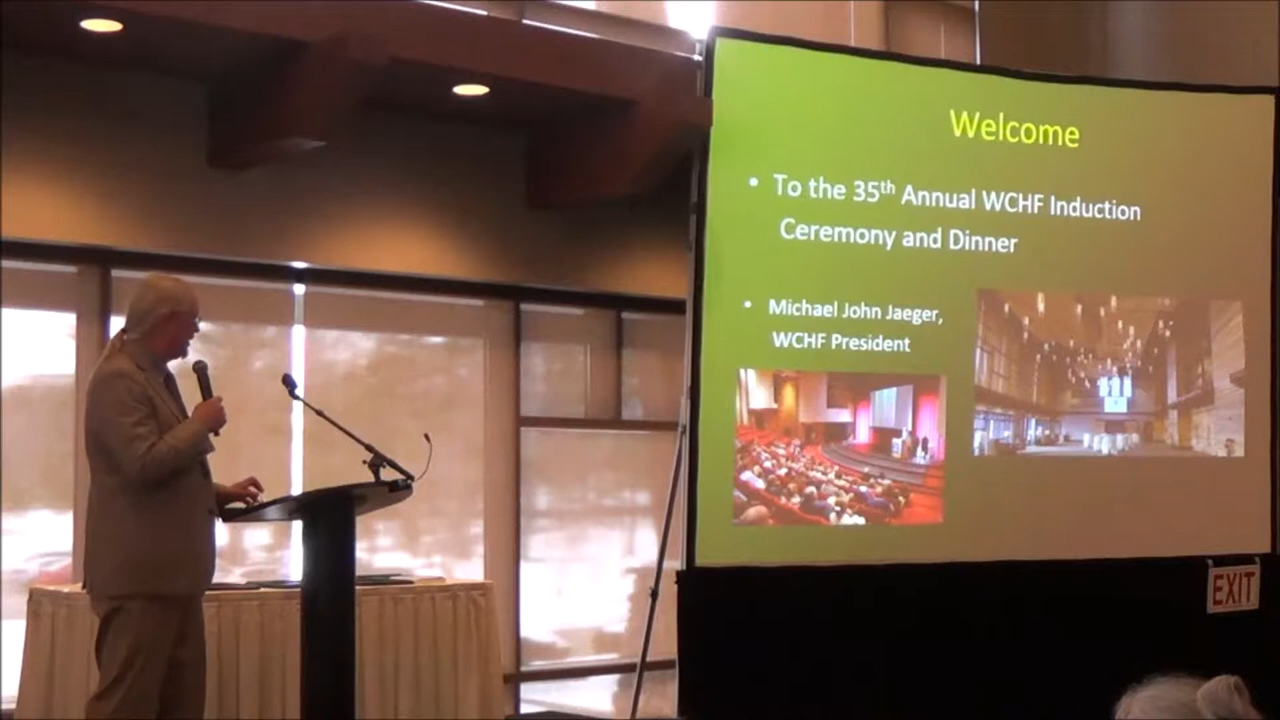 Welcome
• To the 35th Annual WCHF Induction
Ceremony and Dinner
• Michael John Jaeger,
WCHF President
EXIT